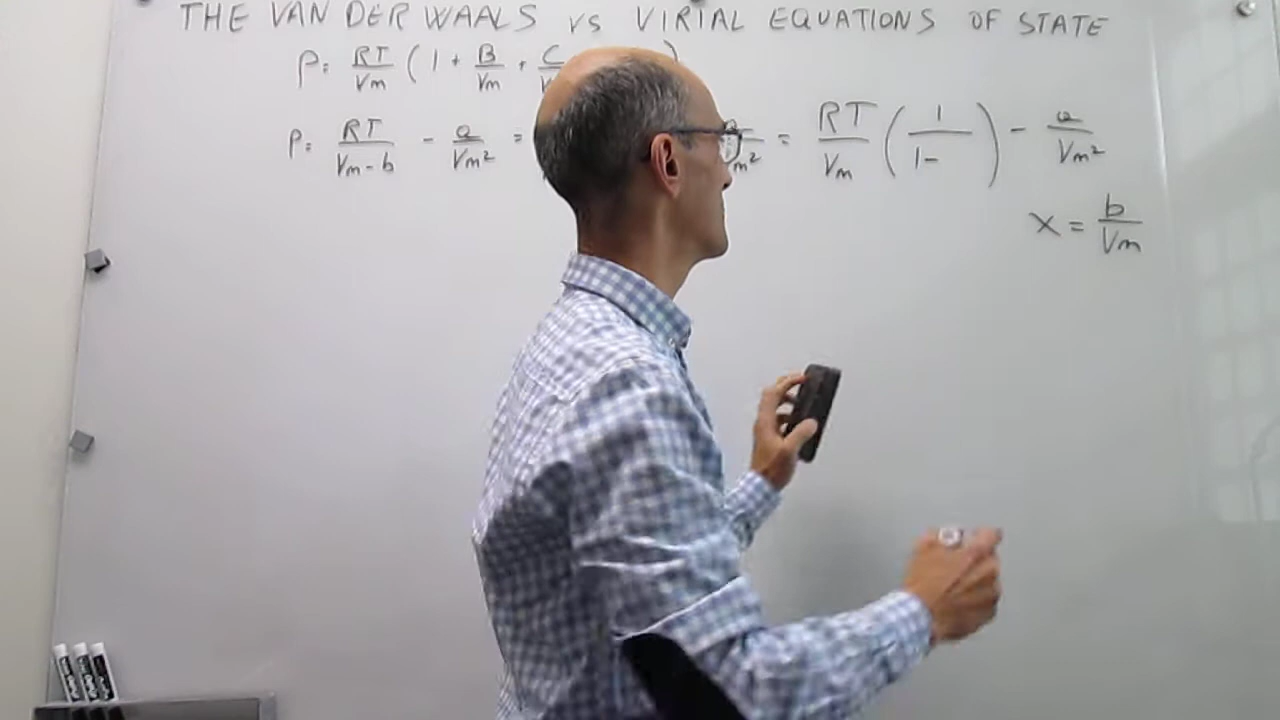 THE VAN DER WAALS vs VIRIAL EQUATIONS OF STATE
P = RT/Vm ( 1 + B/Vm + C/ )
P = RT/(Vm - b) - a/Vm² = = RT/Vm ( 1/(1- ) ) - a/Vm²
x = b/Vm